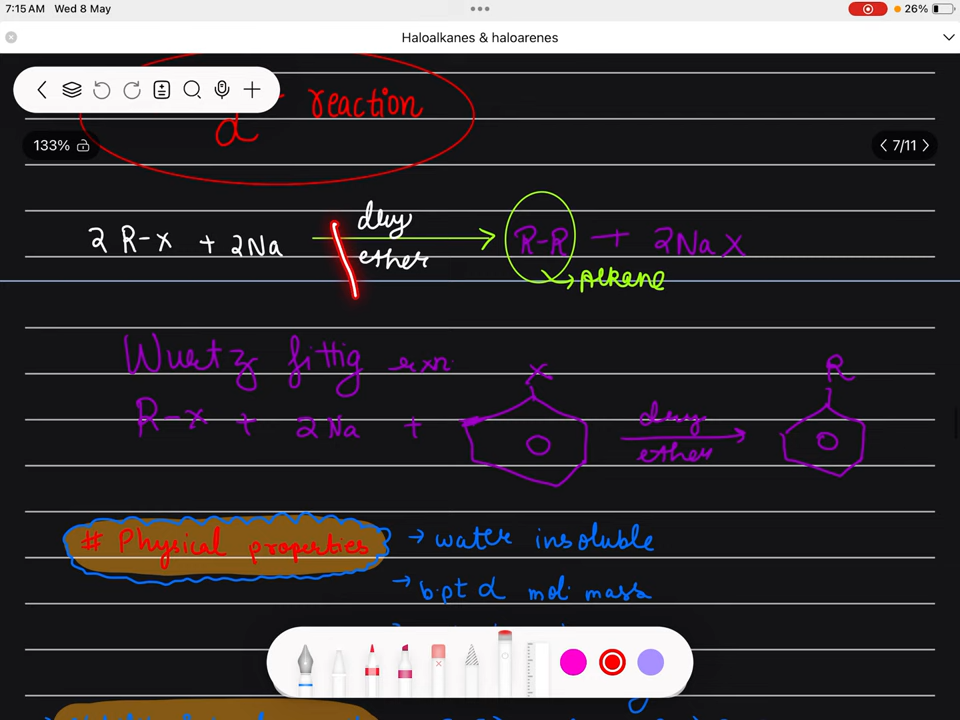 7:15 AM Wed 8 May
26%
Haloalkanes & haloarenes
reaction
133%
7/11
2 R-X + 2Na dry ether R-R + 2NaX
alkane
Wurtz fittig rxn:
X R
R-X + 2Na + dry ether
# Physical properties → water insoluble
→ b.pt α mol. mass